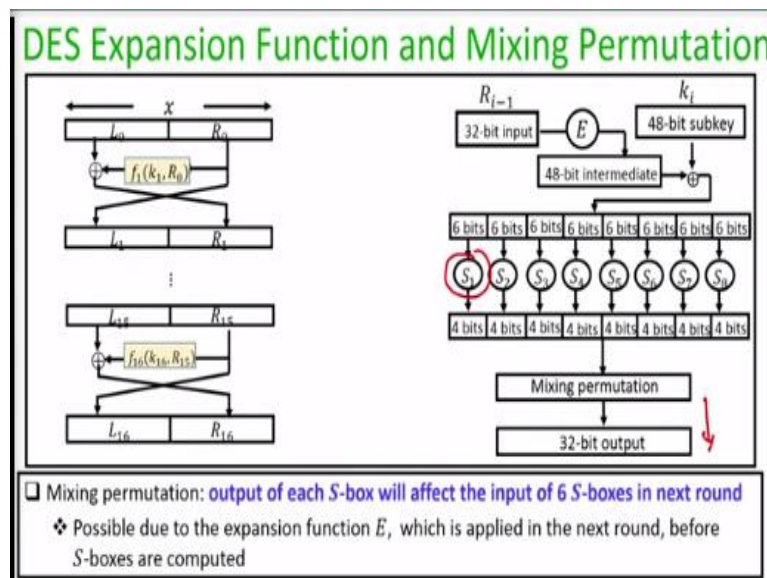 DES Expansion Function and Mixing Permutation
x
L₀ R₀
f₁(k₁, R₀)
L₁ R₁
⋮
L₁₅ R₁₅
f₁₆(k₁₆, R₁₅)
L₁₆ R₁₆
Rᵢ₋₁ kᵢ
32-bit input E 48-bit subkey
48-bit intermediate
6 bits 6 bits 6 bits 6 bits 6 bits 6 bits 6 bits 6 bits
S₁ S₂ S₃ S₄ S₅ S₆ S₇ S₈
4 bits 4 bits 4 bits 4 bits 4 bits 4 bits 4 bits 4 bits
Mixing permutation
32-bit output
❑ Mixing permutation: output of each S-box will affect the input of 6 S-boxes in next round
❖ Possible due to the expansion function E, which is applied in the next round, before
S-boxes are computed